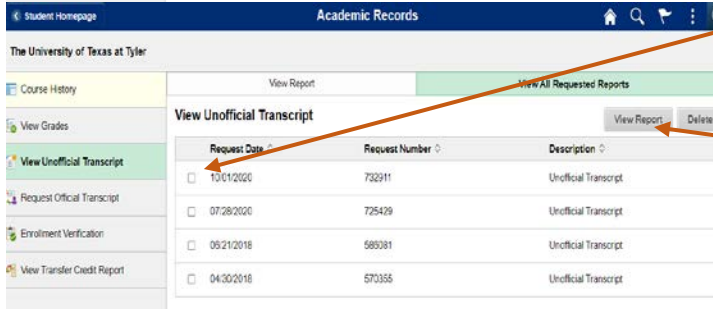 Student Homepage
Academic Records
The University of Texas at Tyler
Course History
View Grades
View Unofficial Transcript
Request Official Transcript
Enrollment Verification
View Transfer Credit Report
View Report
View All Requested Reports
View Unofficial Transcript
View Report
Delete
Request Date Request Number Description
10/01/2020 732911 Unofficial Transcript
07/28/2020 725429 Unofficial Transcript
06/21/2018 586081 Unofficial Transcript
04/30/2018 570355 Unofficial Transcript